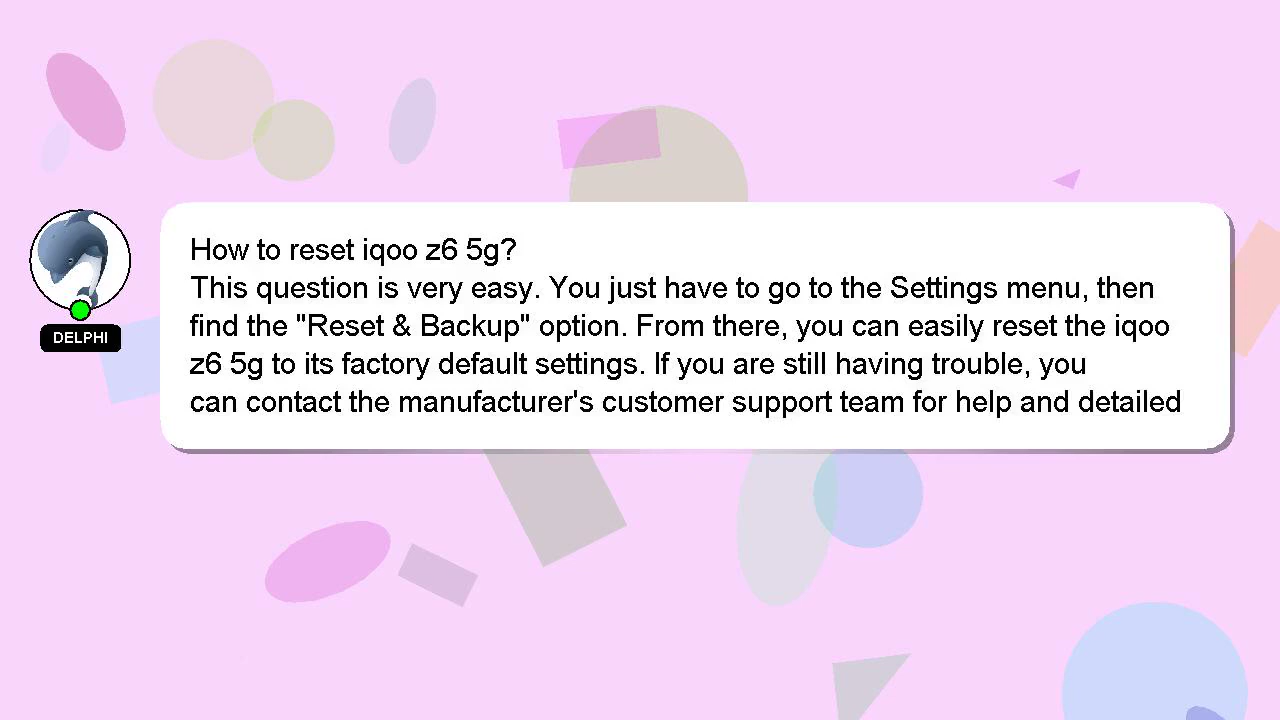 How to reset iqoo z6 5g?
This question is very easy. You just have to go to the Settings menu, then
find the "Reset & Backup" option. From there, you can easily reset the iqoo
z6 5g to its factory default settings. If you are still having trouble, you
can contact the manufacturer's customer support team for help and detailed
DELPHI